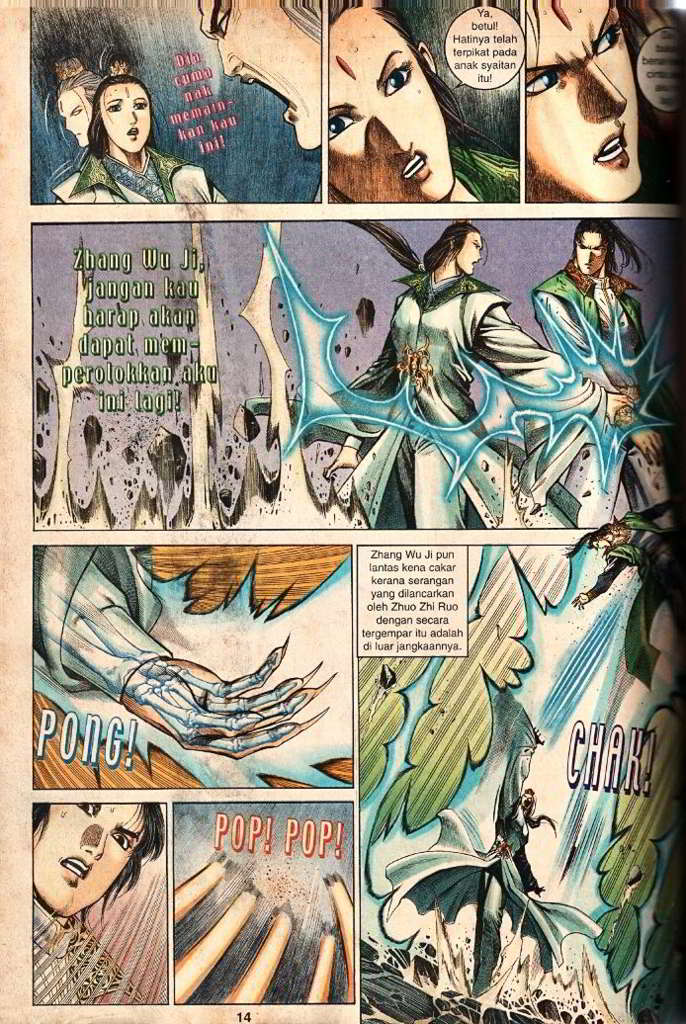 Dia
cuma
nak
memain-
kan kau
ini!
Ya,
betul!
Hatinya telah
terpikat pada
anak syaitan
itu!
Zhang Wu Ji,
jangan kau
harap akan
dapat mem-
perolokkan aku
ini lagi!
Zhang Wu Ji pun
lantas kena cakar
kerana serangan
yang dilancarkan
oleh Zhuo Zhi Ruo
dengan secara
tergempar itu adalah
di luar jangkaannya.
PONG!
CHAK!
POP! POP!
14